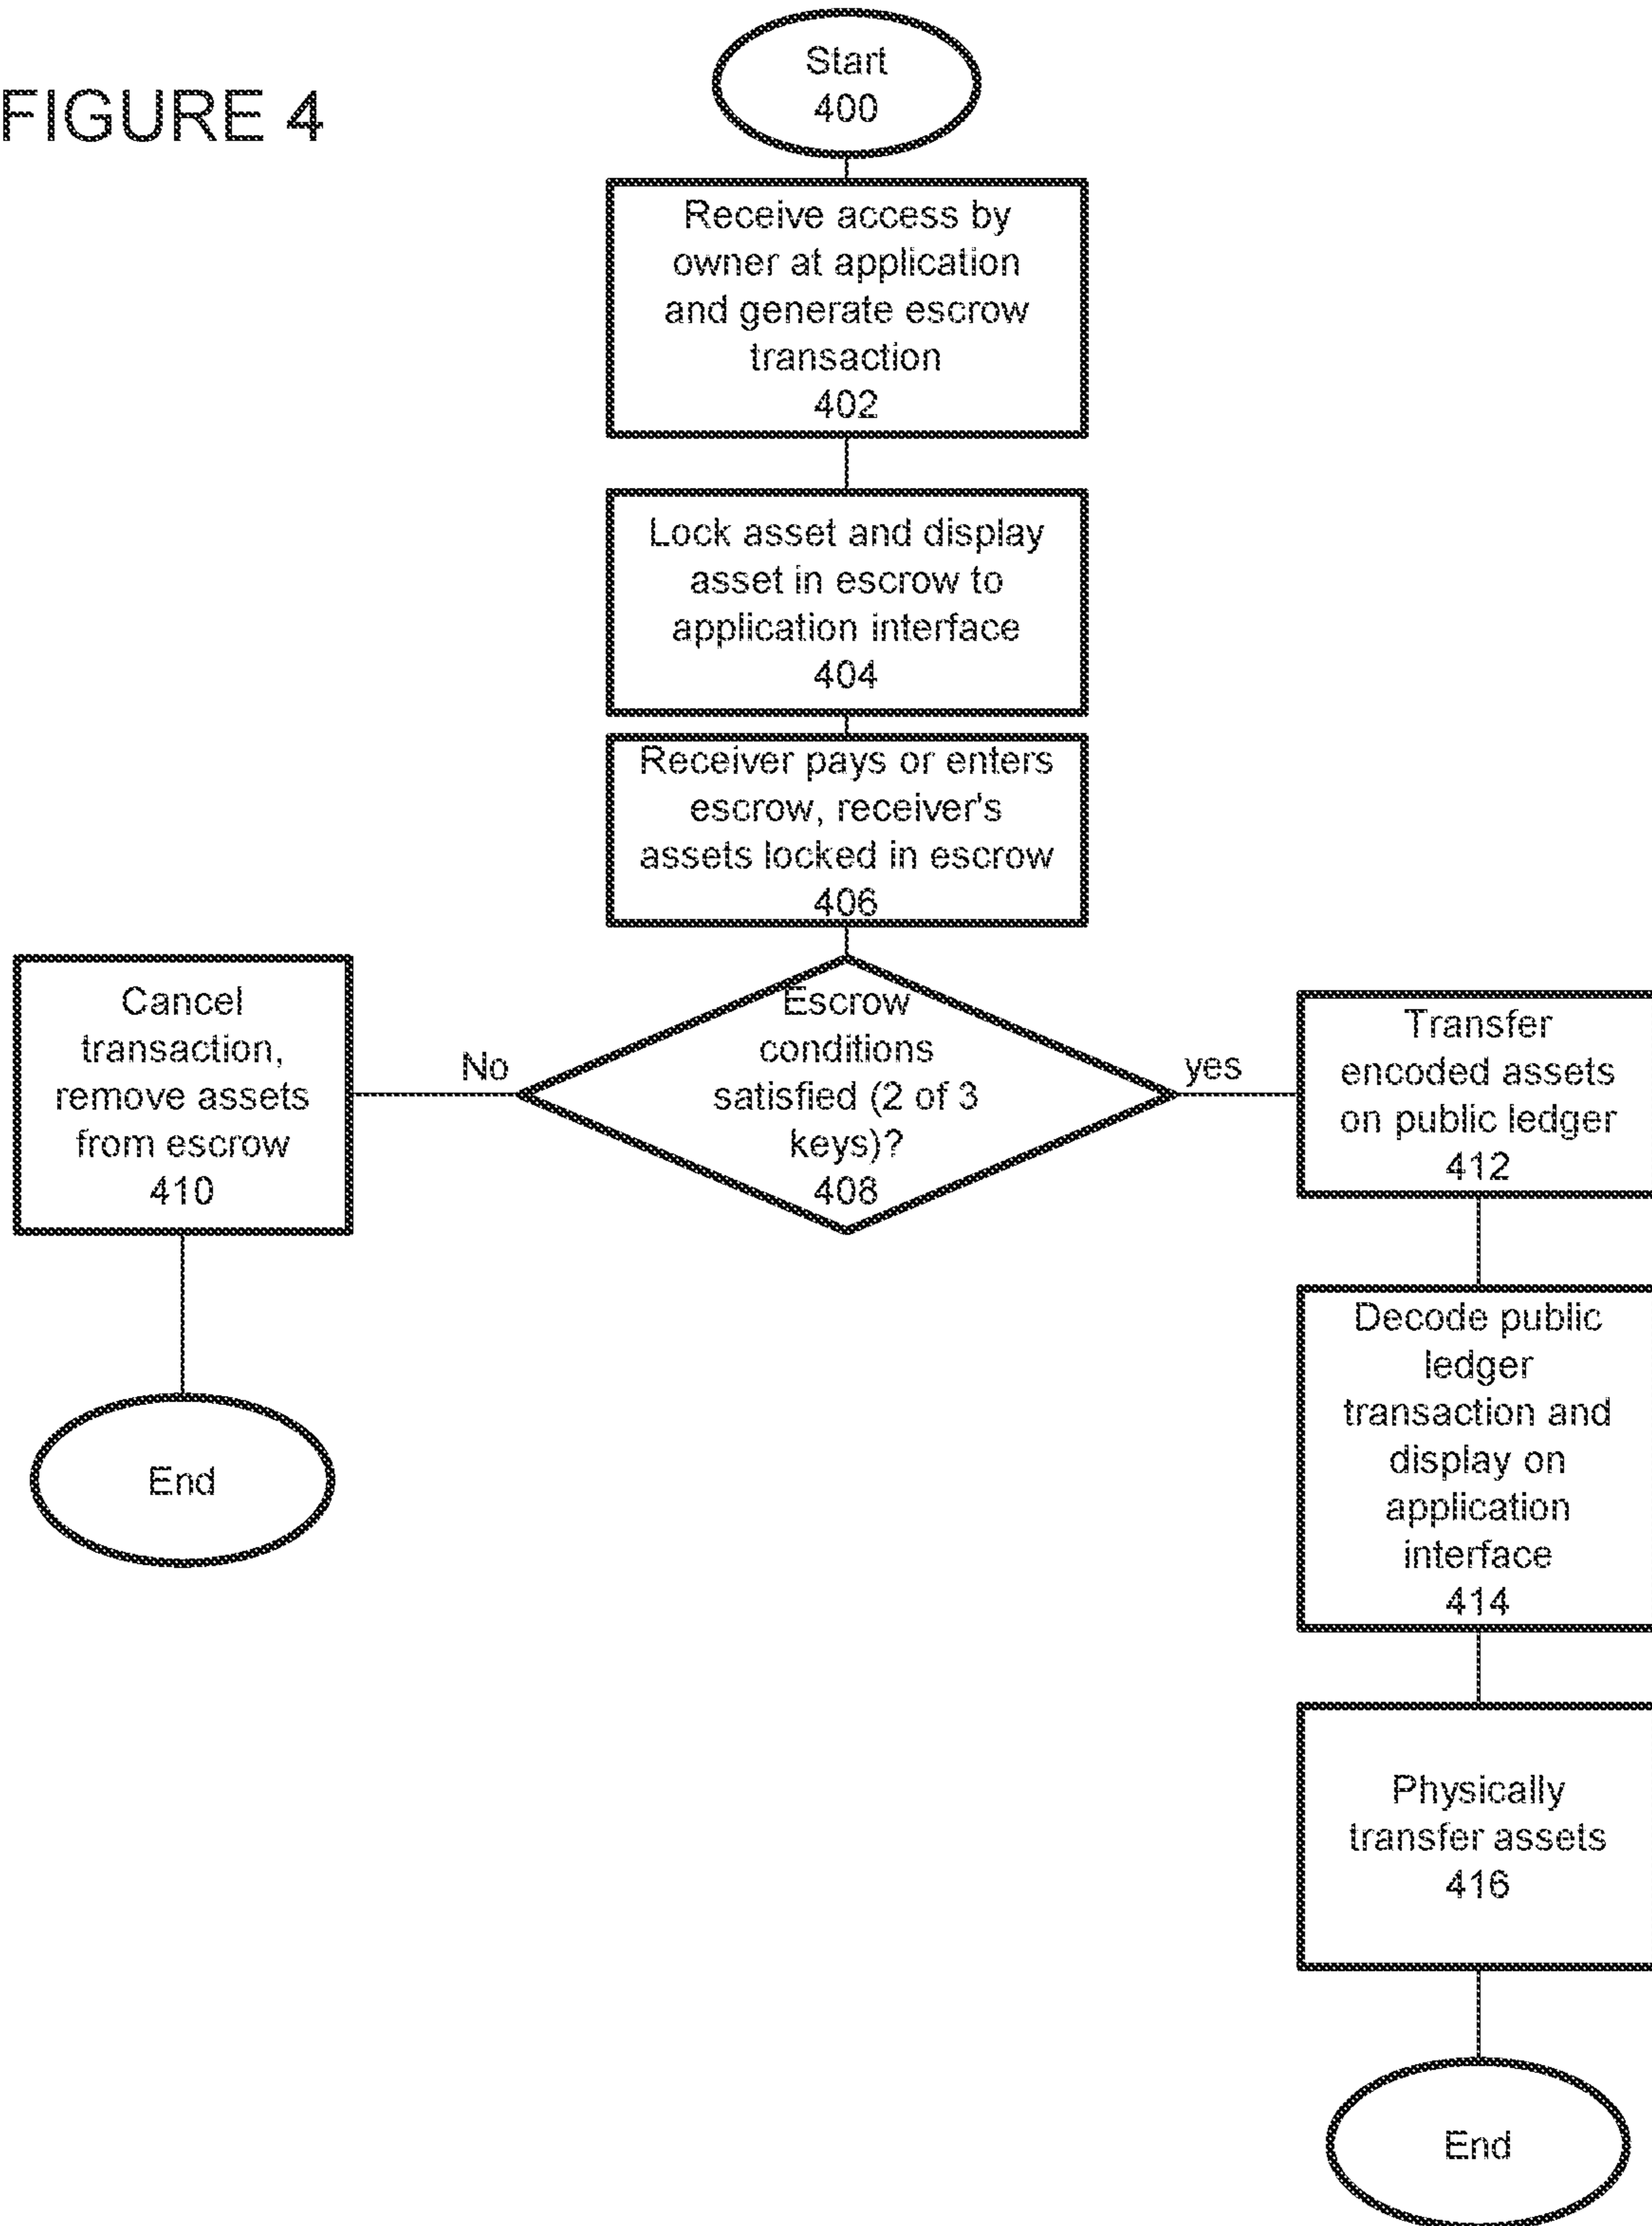 FIGURE 4
Start
400
Receive access by
owner at application
and generate escrow
transaction
402
Lock asset and display
asset in escrow to
application interface
404
Receiver pays or enters
escrow, receiver's
assets locked in escrow
406
Escrow
conditions
satisfied (2 of 3
keys)?
408
No
Cancel
transaction,
remove assets
from escrow
410
End
yes
Transfer
encoded assets
on public ledger
412
Decode public
ledger
transaction and
display on
application
interface
414
Physically
transfer assets
416
End